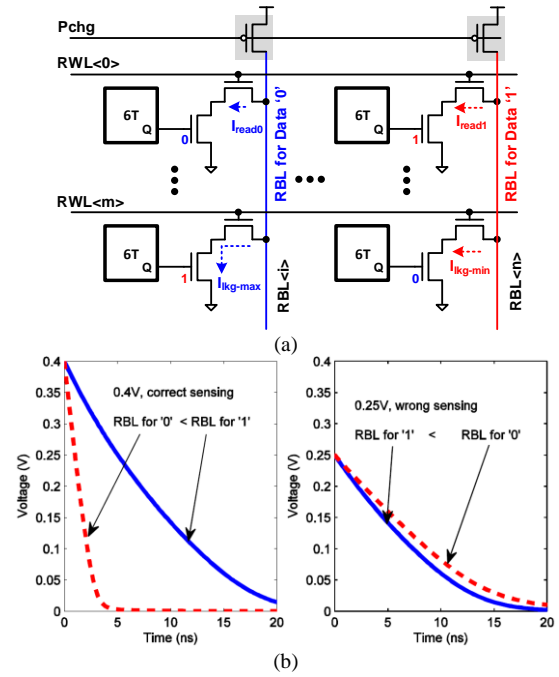 Pchg
RWL<0>
6T
Q
0
Iread0
RBL for Data '0'
6T
Q
1
Iread1
RBL for Data '1'
RWL<m>
6T
Q
1
Ilkg-max
RBL<i>
6T
Q
0
Ilkg-min
RBL<n>
(a)
0.4V, correct sensing
RBL for '0' < RBL for '1'
Voltage (V)
0.4
0.35
0.3
0.25
0.2
0.15
0.1
0.05
0
0 5 10 15 20
Time (ns)
0.25V, wrong sensing
RBL for '1' < RBL for '0'
Voltage (V)
0.4
0.35
0.3
0.25
0.2
0.15
0.1
0.05
0
0 5 10 15 20
Time (ns)
(b)